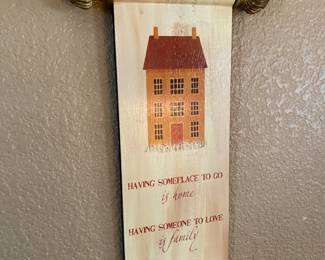 HAVING SOMEPLACE TO GO
is home
HAVING SOMEONE TO LOVE
is family